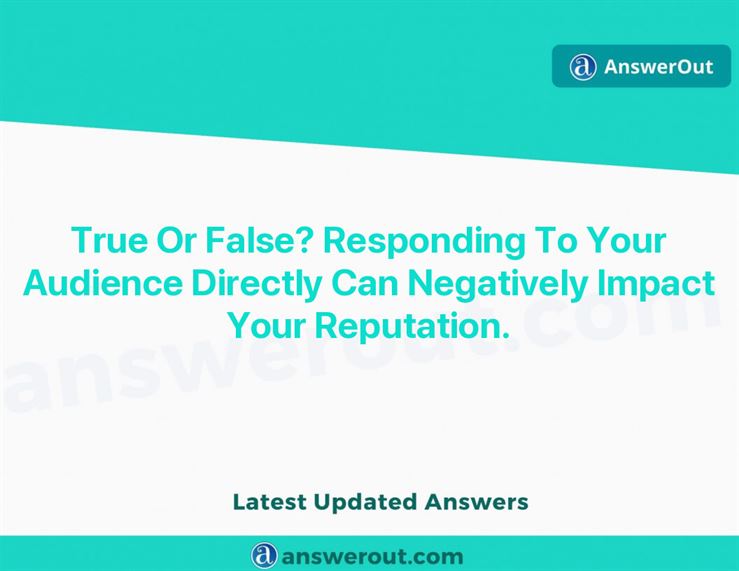 AnswerOut
True Or False? Responding To Your
Audience Directly Can Negatively Impact
Your Reputation.
answerout.com
Latest Updated Answers
answerout.com